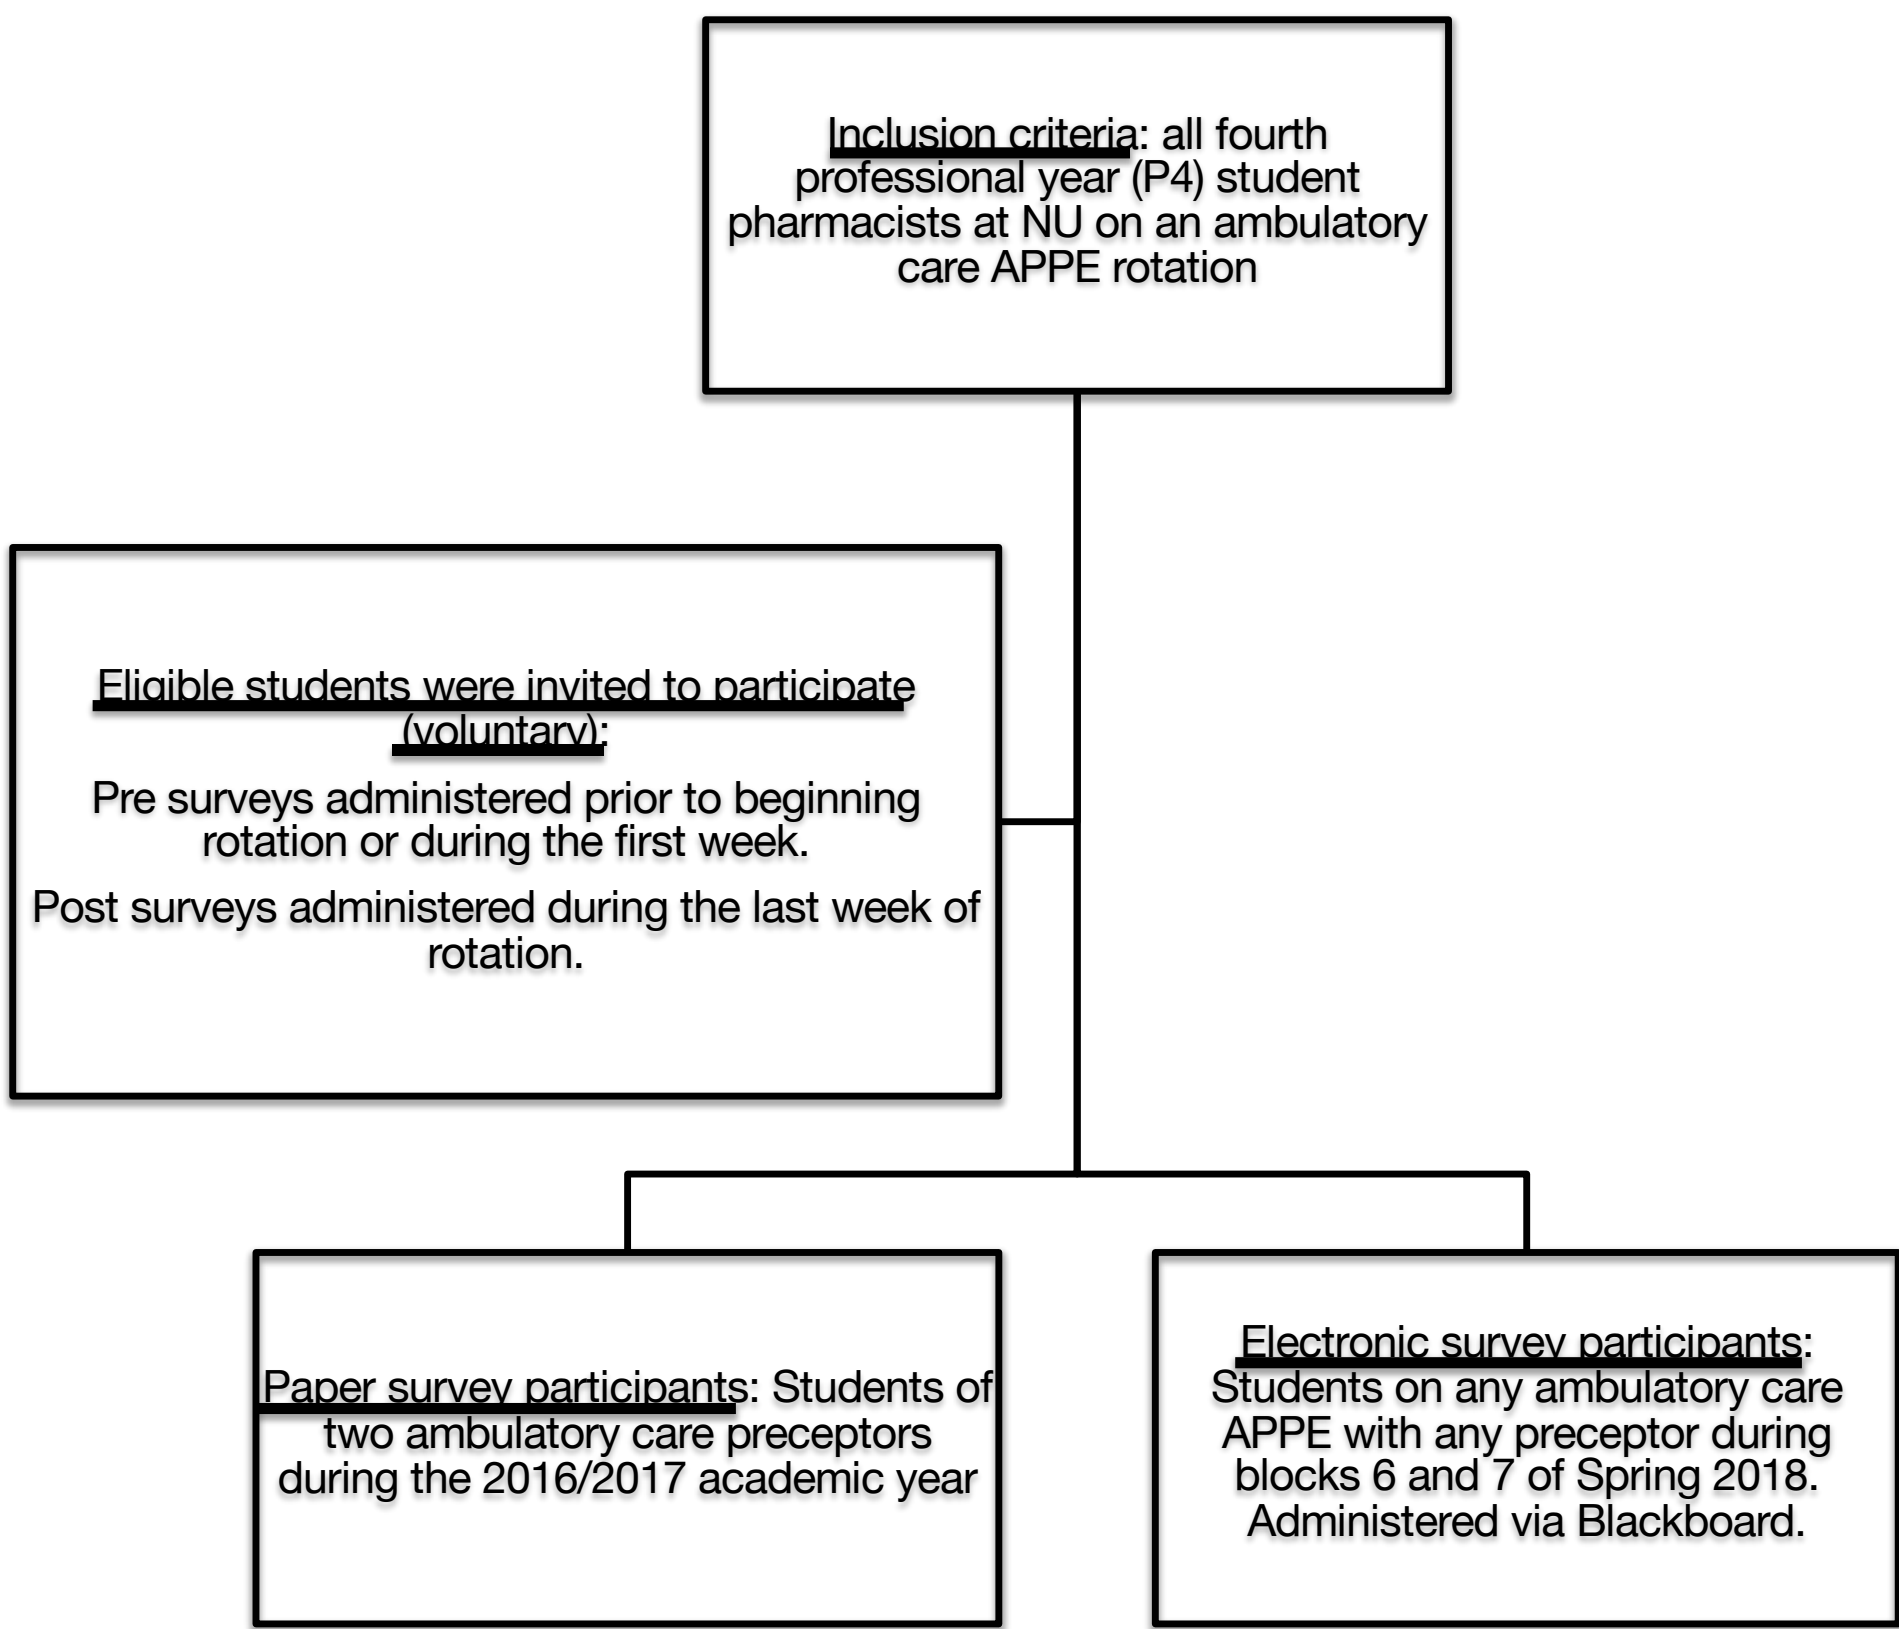 Inclusion criteria: all fourth
professional year (P4) student
pharmacists at NU on an ambulatory
care APPE rotation
Eligible students were invited to participate
(voluntary):
Pre surveys administered prior to beginning
rotation or during the first week.
Post surveys administered during the last week of
rotation.
Paper survey participants: Students of
two ambulatory care preceptors
during the 2016/2017 academic year
Electronic survey participants:
Students on any ambulatory care
APPE with any preceptor during
blocks 6 and 7 of Spring 2018.
Administered via Blackboard.